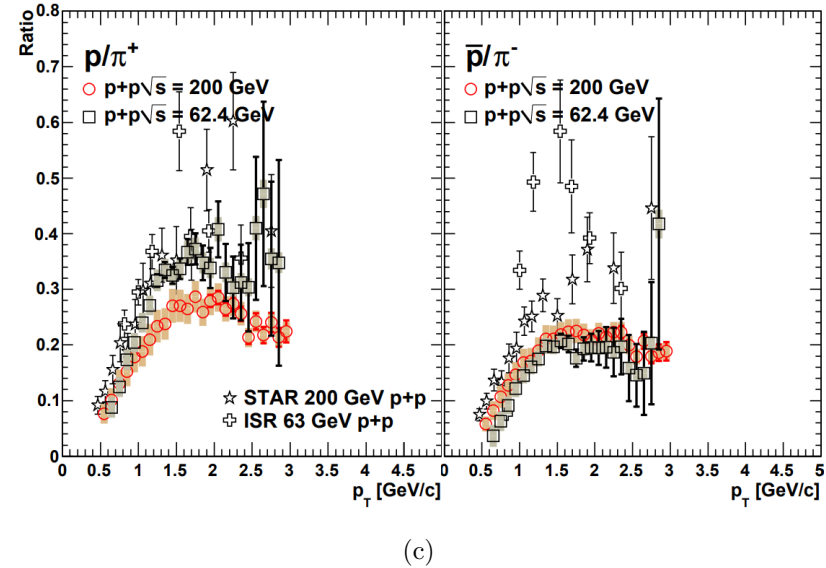 Ratio
0.8
0.7
0.6
0.5
0.4
0.3
0.2
0.1
0
p/π⁺
p+p√s = 200 GeV
p+p√s = 62.4 GeV
STAR 200 GeV p+p
ISR 63 GeV p+p
0 0.5 1 1.5 2 2.5 3 3.5 4 4.5
p_T [GeV/c]
p̅/π⁻
p+p√s = 200 GeV
p+p√s = 62.4 GeV
0.5 1 1.5 2 2.5 3 3.5 4 4.5 5
p_T [GeV/c]
(c)